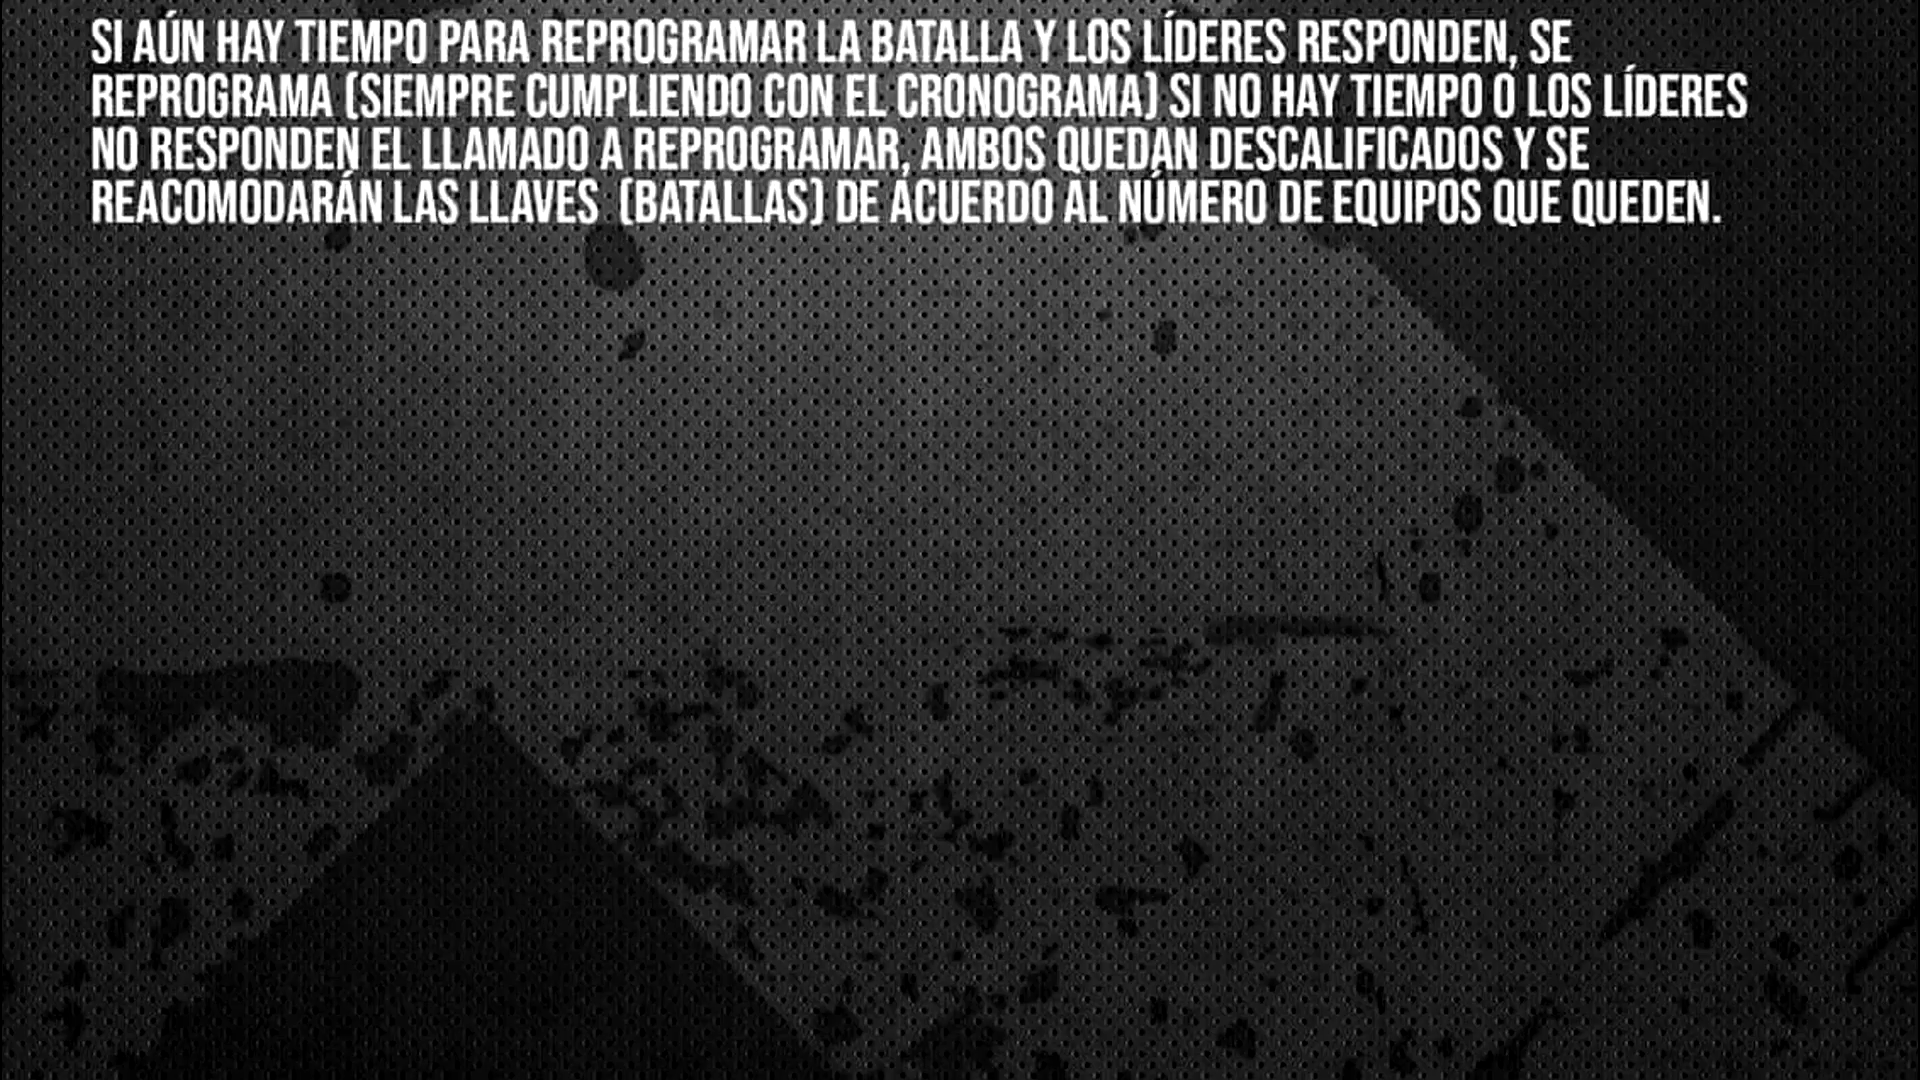 SI AÚN HAY TIEMPO PARA REPROGRAMAR LA BATALLA Y LOS LÍDERES RESPONDEN, SE
REPROGRAMA (SIEMPRE CUMPLIENDO CON EL CRONOGRAMA) SI NO HAY TIEMPO O LOS LÍDERES
NO RESPONDEN EL LLAMADO A REPROGRAMAR, AMBOS QUEDAN DESCALIFICADOS Y SE
REACOMODARÁN LAS LLAVES (BATALLAS) DE ACUERDO AL NÚMERO DE EQUIPOS QUE QUEDEN.